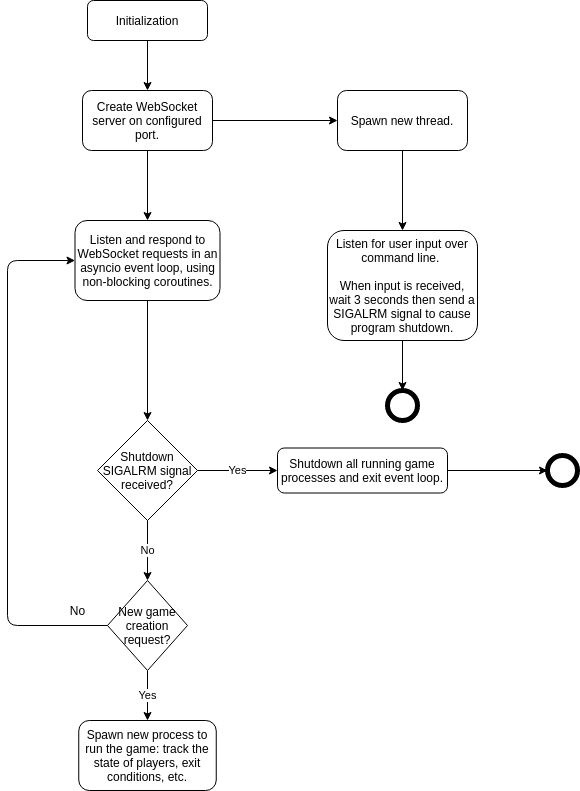 Initialization
Create WebSocket
server on configured
port.
Spawn new thread.
Listen and respond to
WebSocket requests in an
asyncio event loop, using
non-blocking coroutines.
Listen for user input over
command line.
When input is received,
wait 3 seconds then send a
SIGALRM signal to cause
program shutdown.
Shutdown
SIGALRM signal
received?
Yes
Shutdown all running game
processes and exit event loop.
No
New game
creation
request?
No
Yes
Spawn new process to
run the game: track the
state of players, exit
conditions, etc.